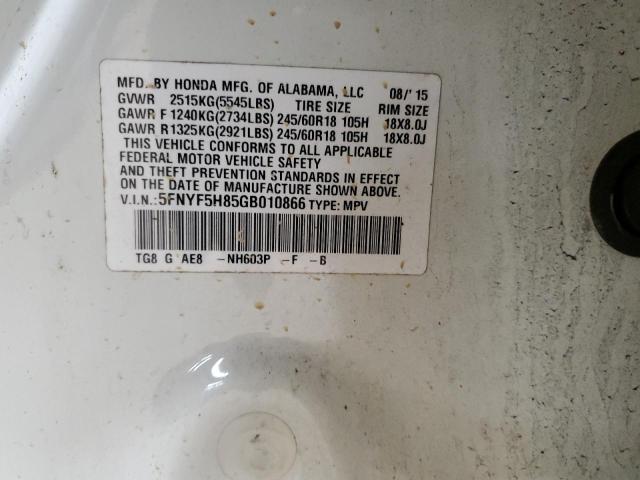 MFD. BY HONDA MFG. OF ALABAMA, LLC 08/'15
GVWR 2515KG(5545LBS) TIRE SIZE RIM SIZE
GAWR F 1240KG(2734LBS) 245/60R18 105H 18X8.0J
GAWR R1325KG(2921LBS) 245/60R18 105H 18X8.0J
THIS VEHICLE CONFORMS TO ALL APPLICABLE
FEDERAL MOTOR VEHICLE SAFETY
AND THEFT PREVENTION STANDARDS IN EFFECT
ON THE DATE OF MANUFACTURE SHOWN ABOVE.
V.I.N.: 5FNYF5H85GB010866 TYPE: MPV
TG8 G AE8 -NH603P -F -B